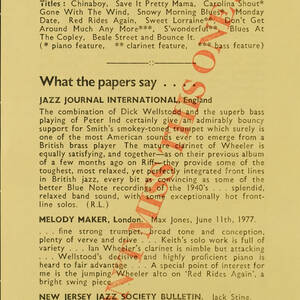 Titles: Chinaboy, Save It Pretty Mama, Carolina Shout*
Gone With The Wind, Snowy Morning Blues*, Monday
Date, Red Rides Again, Sweet Lorraine** Don't Get
Around Much Any More***, S'wonderful** Blues At
The Copley, Beale Street and Bounce It.
(* piano feature, ** clarinet feature, *** bass feature)
What the papers say . . .
JAZZ JOURNAL INTERNATIONAL, England
The combination of Dick Wellstood and the superb bass
playing of Peter Ind certainly give an admirably bouncy
support for Smith's smokey-toned trumpet which surely is
one of the most American sounds ever to emerge from a
British brass player The mature clarinet of Wheeler is
equally satisfying, and together—as on their previous album
of a few months ago on Riff—they provide some of the
toughest, most relaxed, yet perfectly integrated front lines
in British jazz, every bit as convincing as some of the
better Blue Note recordings of the 1940's . . . splendid,
relaxed band sound, with some exceptionally hot front-
line solos. (R.L.)
MELODY MAKER, London. Max Jones, June 11th, 1977.
. . . fine strong trumpet, broad tone and conception,
plenty of verve and drive . . . Keith's solo work is full of
variety . . . Ian Wheeler's clarinet is nimble but attacking
. . . Wellstood's decisive and highly proficient piano is
heard to fair advantage . . . A special point of interest for
me is the jumping Wheeler alto on "Red Rides Again", a
bright swing piece.
NEW JERSEY JAZZ SOCIETY BULLETIN. Jack Stine.
MISS THIS ONE